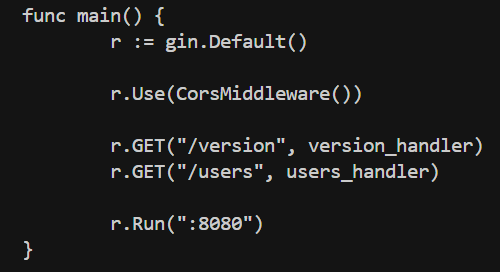 func main() {
r := gin.Default()
r.Use(CorsMiddleware())
r.GET("/version", version_handler)
r.GET("/users", users_handler)
r.Run(":8080")
}